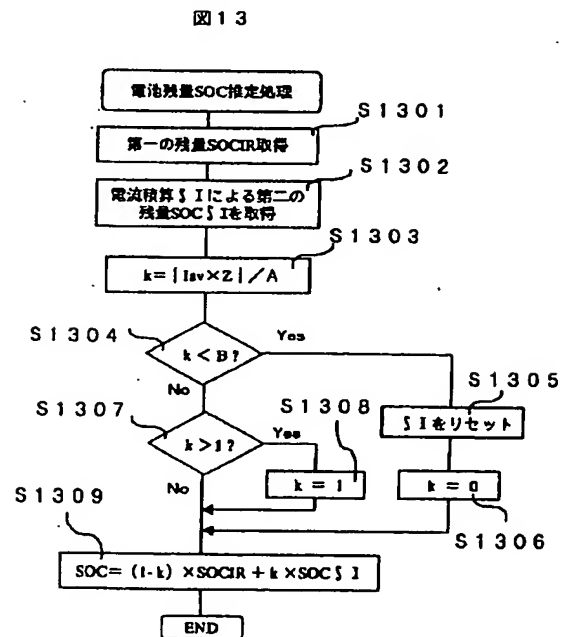 図13
電池残量SOC推定処理
S1301
第一の残量SOCIR取得
S1302
電流積算∫Iによる第二の
残量SOC∫Iを取得
S1303
k=|Iav×Z|/A
S1304
k<B?
Yes
No
S1305
∫Iをリセット
S1307
k>1?
Yes
No
S1308
k = 1
k = 0
S1306
S1309
SOC= (1-k) ×SOCIR + k ×SOC∫I
END